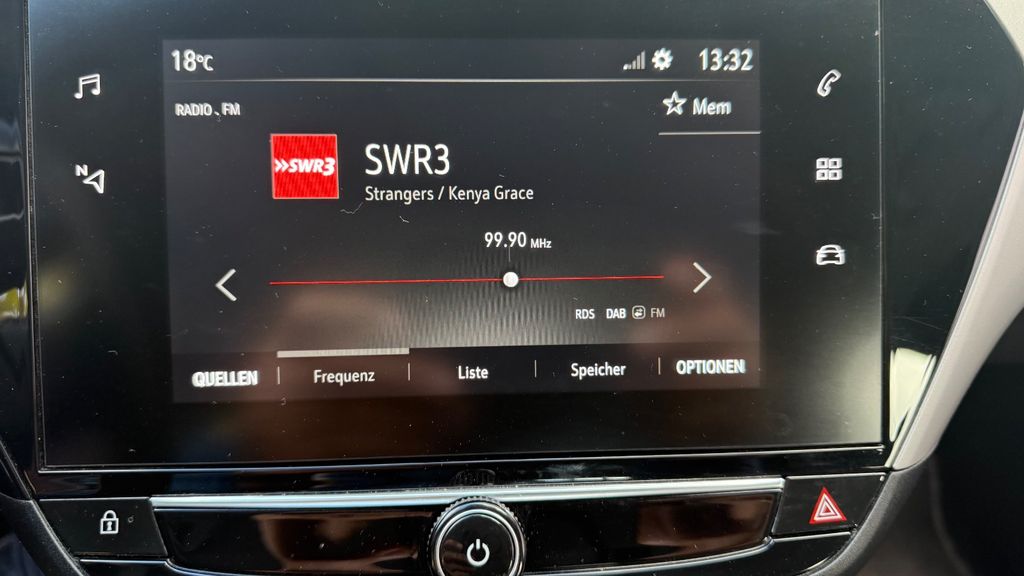 18°C 13:32
RADIO FM Mem
N
»SWR3
SWR3
Strangers / Kenya Grace
99.90 MHz
RDS DAB FM
QUELLEN Frequenz Liste Speicher OPTIONEN